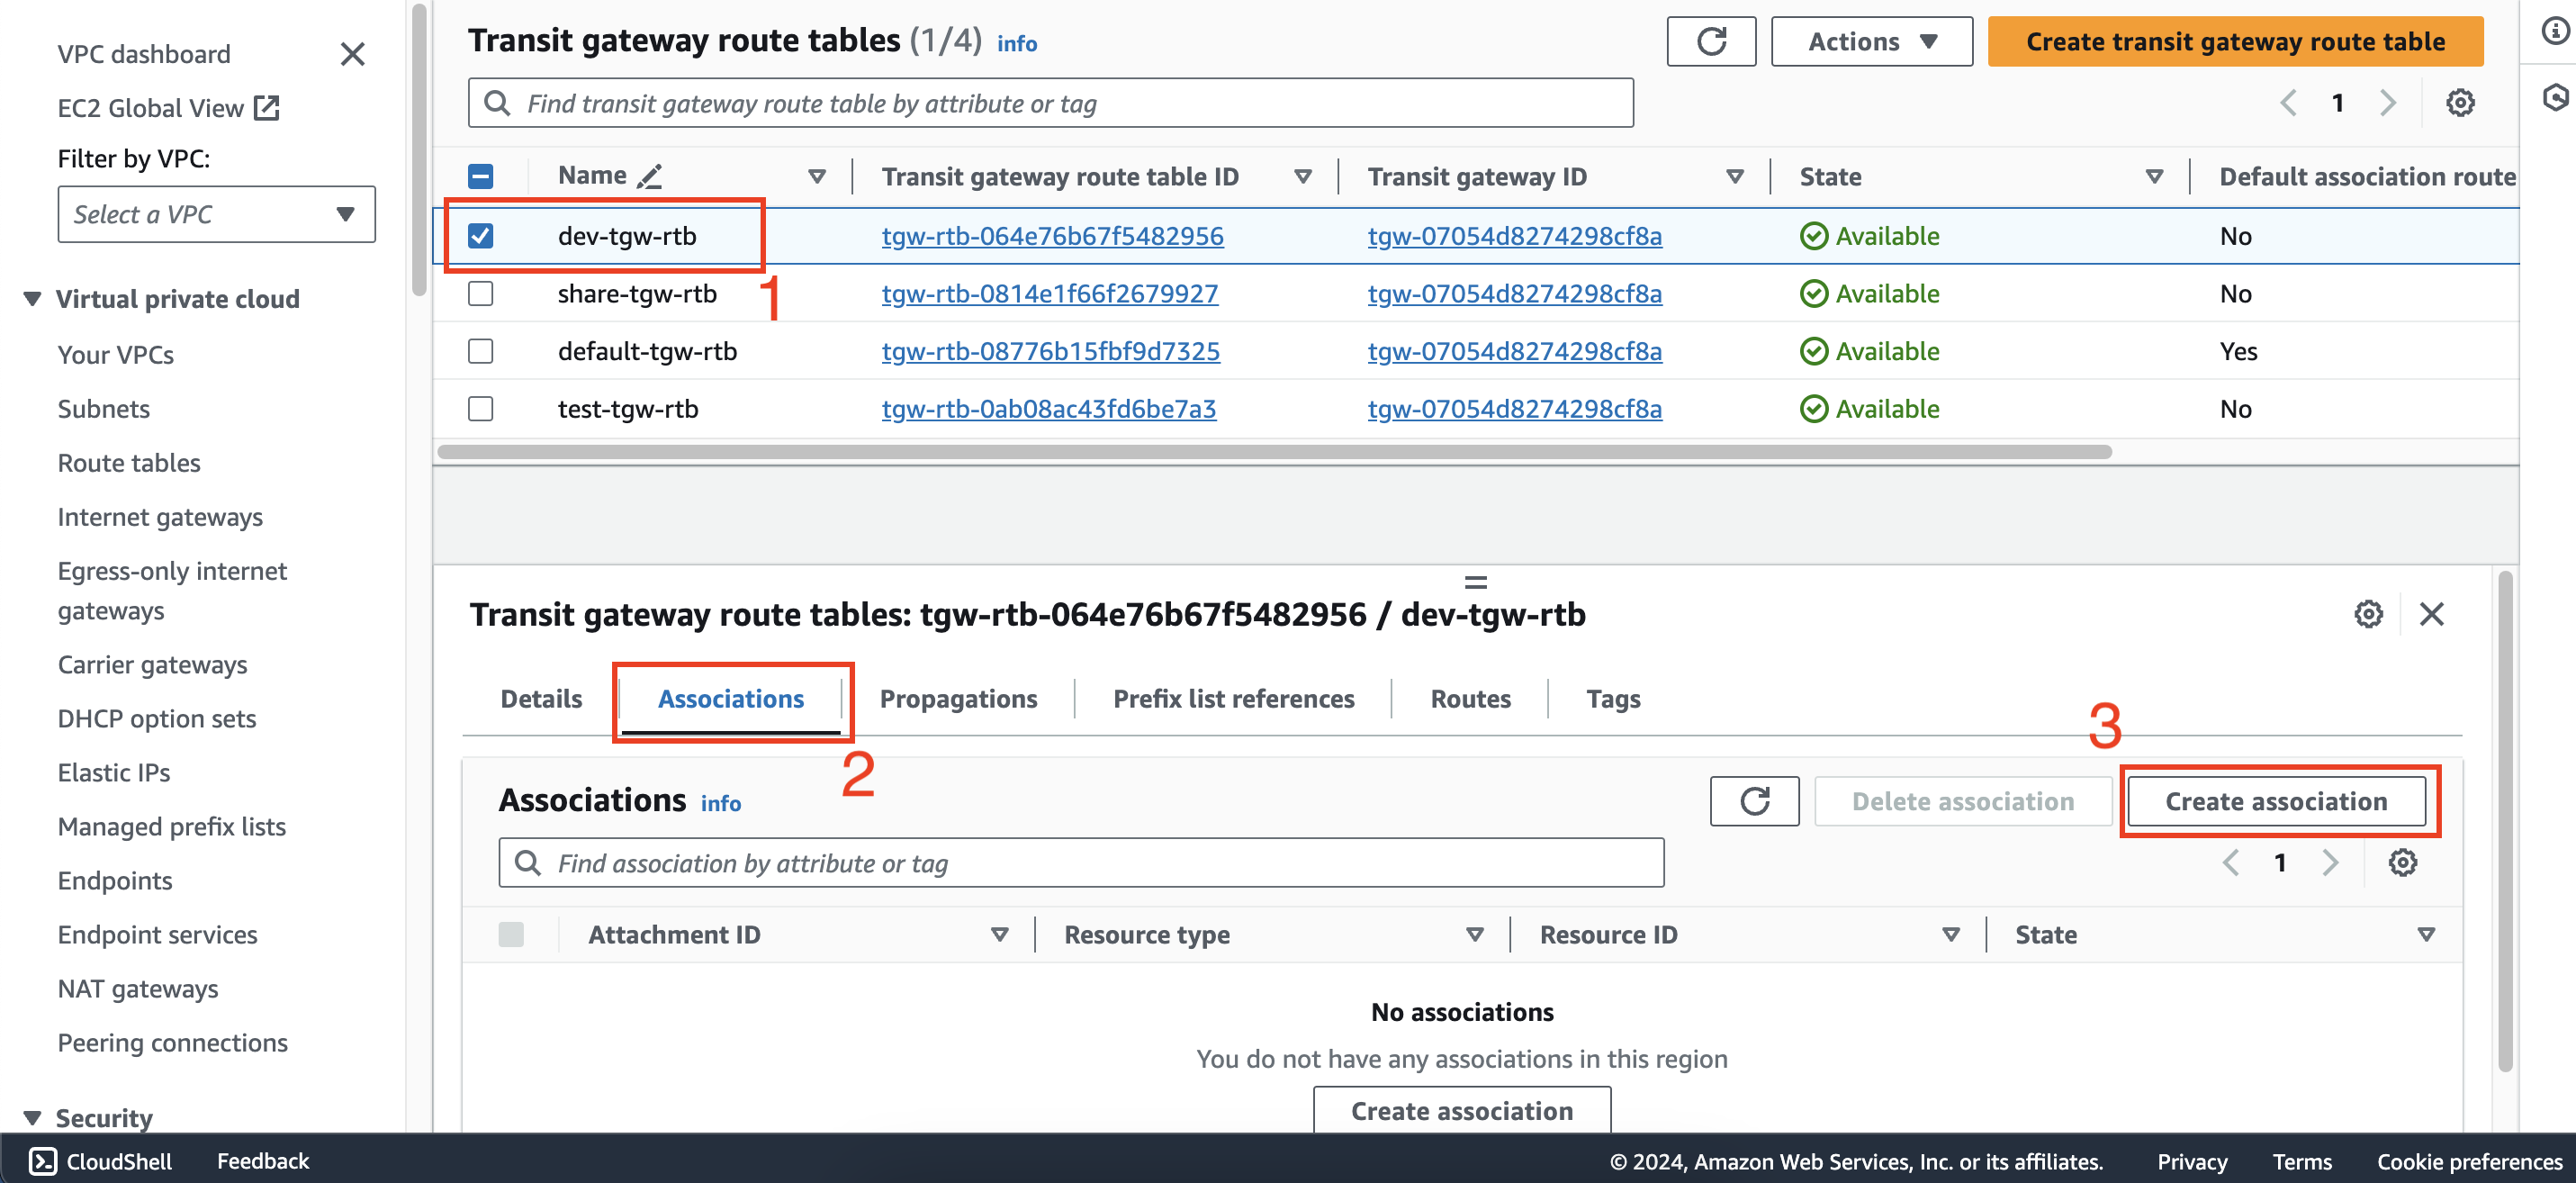 VPC dashboard
EC2 Global View
Filter by VPC:
Select a VPC
Virtual private cloud
Your VPCs
Subnets
Route tables
Internet gateways
Egress-only internet
gateways
Carrier gateways
DHCP option sets
Elastic IPs
Managed prefix lists
Endpoints
Endpoint services
NAT gateways
Peering connections
Security
Transit gateway route tables (1/4) info
Actions
Create transit gateway route table
Find transit gateway route table by attribute or tag
1
Name Transit gateway route table ID Transit gateway ID State Default association route
dev-tgw-rtb tgw-rtb-064e76b67f5482956 tgw-07054d8274298cf8a Available No
1
share-tgw-rtb tgw-rtb-0814e1f66f2679927 tgw-07054d8274298cf8a Available No
default-tgw-rtb tgw-rtb-08776b15fbf9d7325 tgw-07054d8274298cf8a Available Yes
test-tgw-rtb tgw-rtb-0ab08ac43fd6be7a3 tgw-07054d8274298cf8a Available No
Transit gateway route tables: tgw-rtb-064e76b67f5482956 / dev-tgw-rtb
Details Associations Propagations Prefix list references Routes Tags
2
3
Associations info
Delete association
Create association
Find association by attribute or tag
1
Attachment ID Resource type Resource ID State
No associations
You do not have any associations in this region
Create association
CloudShell Feedback © 2024, Amazon Web Services, Inc. or its affiliates. Privacy Terms Cookie preferences